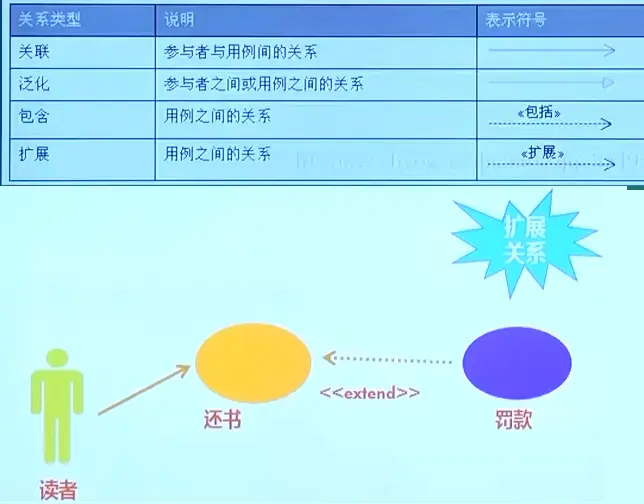 关系类型 说明 表示符号
关联 参与者与用例间的关系
泛化 参与者之间或用例之间的关系
包含 用例之间的关系 «包括»
扩展 用例之间的关系 «扩展»
扩展
关系
<<extend>>
还书 罚款
读者